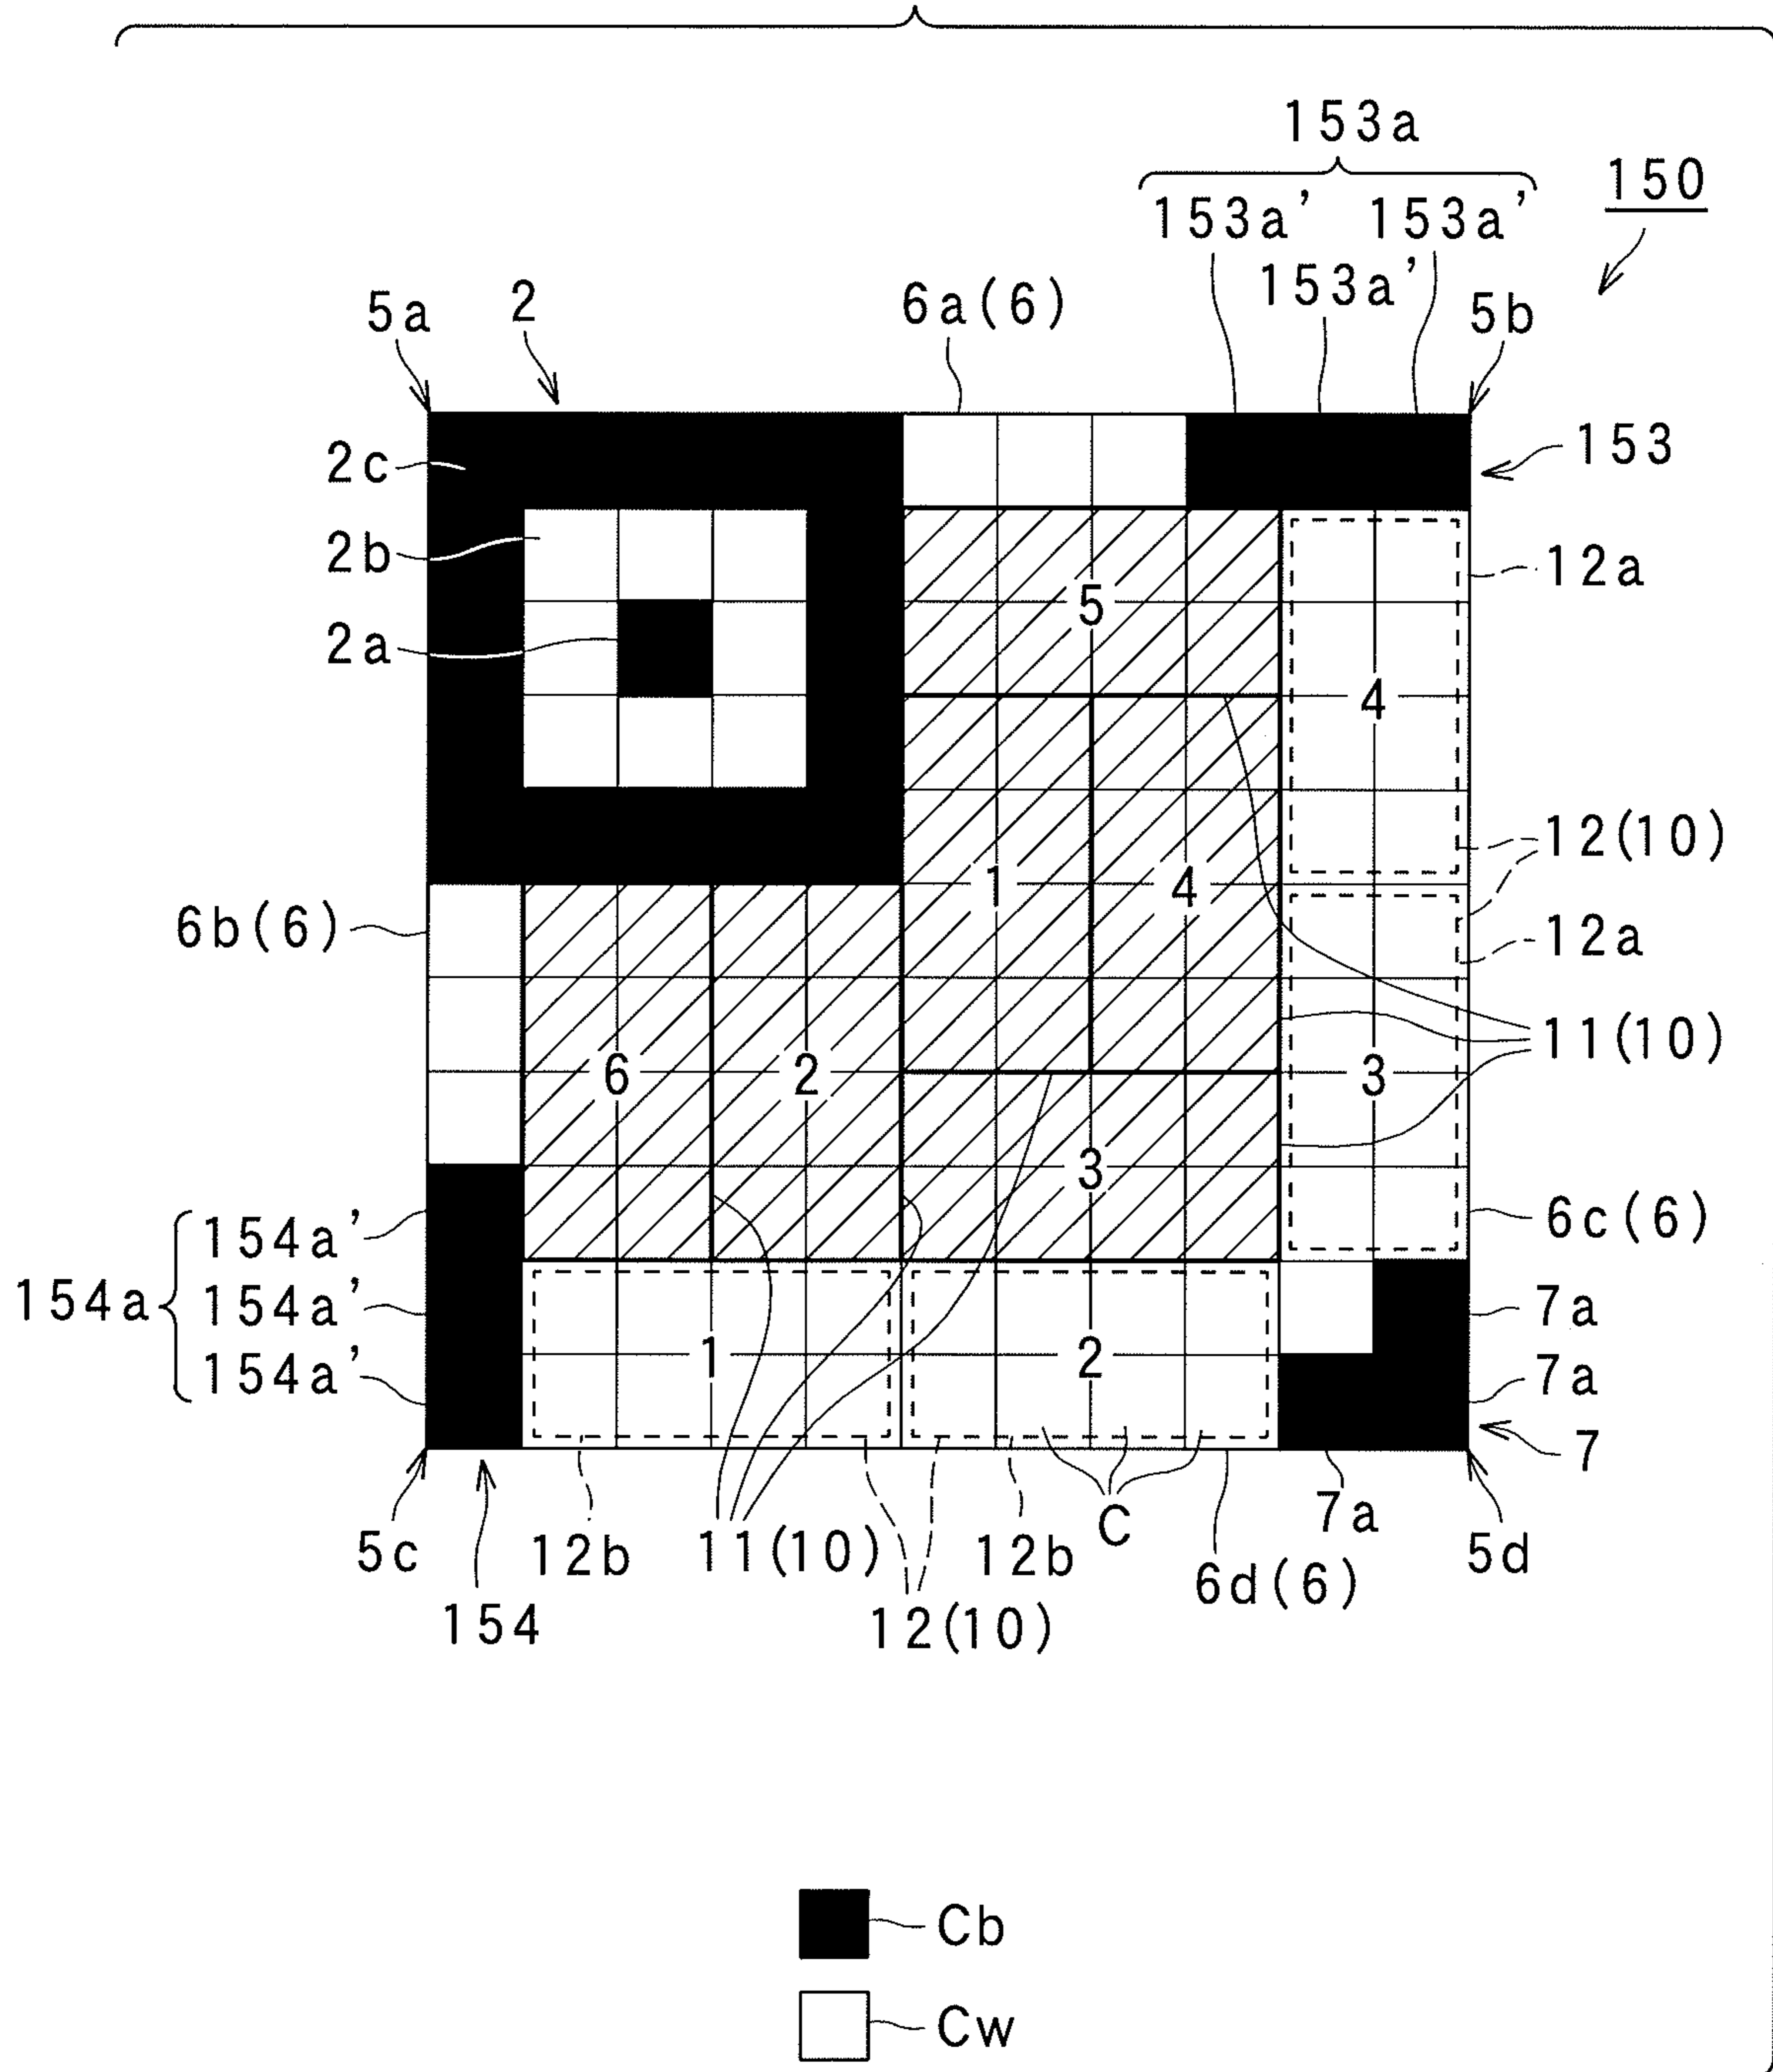 153a
150
153a' 153a'
153a'
5a 2 6a(6) 5b
2c 153
2b 12a
5
2a
4
12(10)
1 4
6b(6) 12a
11(10)
6 2 3
3
154a' 6c(6)
154a 154a' 7a
1 2
154a' 7a
7
7a
C
5c 12b 11(10) 12b 5d
6d(6)
154 12(10)
Cb
Cw